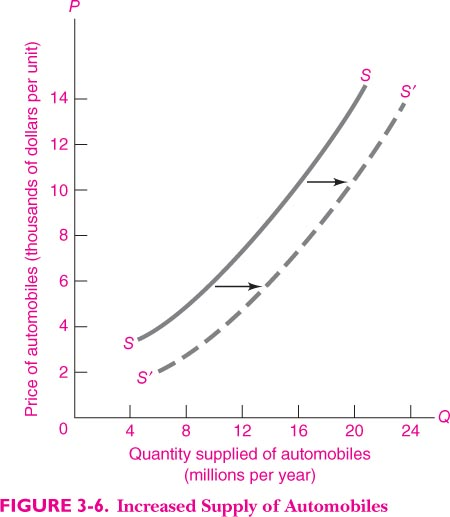 P
Price of automobiles (thousands of dollars per unit)
14
12
10
8
6
4
2
0
S
S′
S
S′
4 8 12 16 20 24 Q
Quantity supplied of automobiles
(millions per year)
FIGURE 3-6. Increased Supply of Automobiles